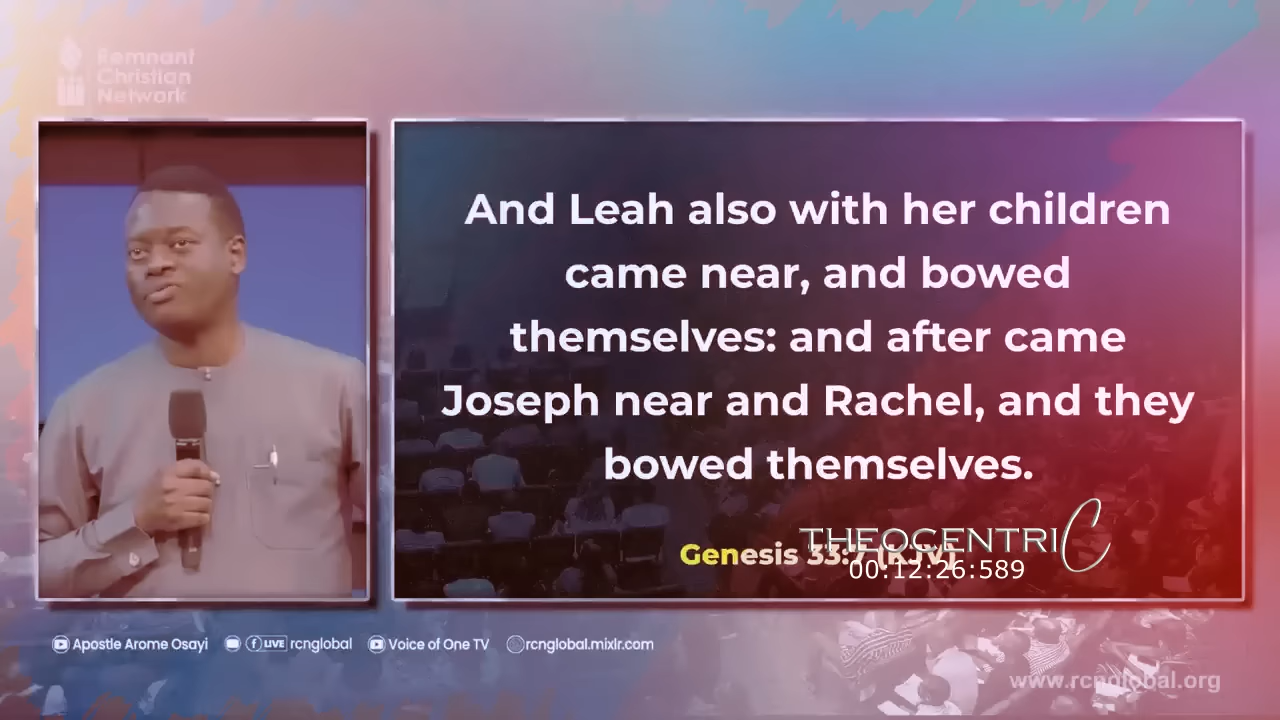 Remnant
Christian
Network
And Leah also with her children
came near, and bowed
themselves: and after came
Joseph near and Rachel, and they
bowed themselves.
THEOCENTRIC
Genesis 33:7 (KJV)
00:12:26:589
Apostle Arome Osayi
f LIVE rcnglobal
Voice of One TV
rcnglobal.mixlr.com
www.rcnglobal.org